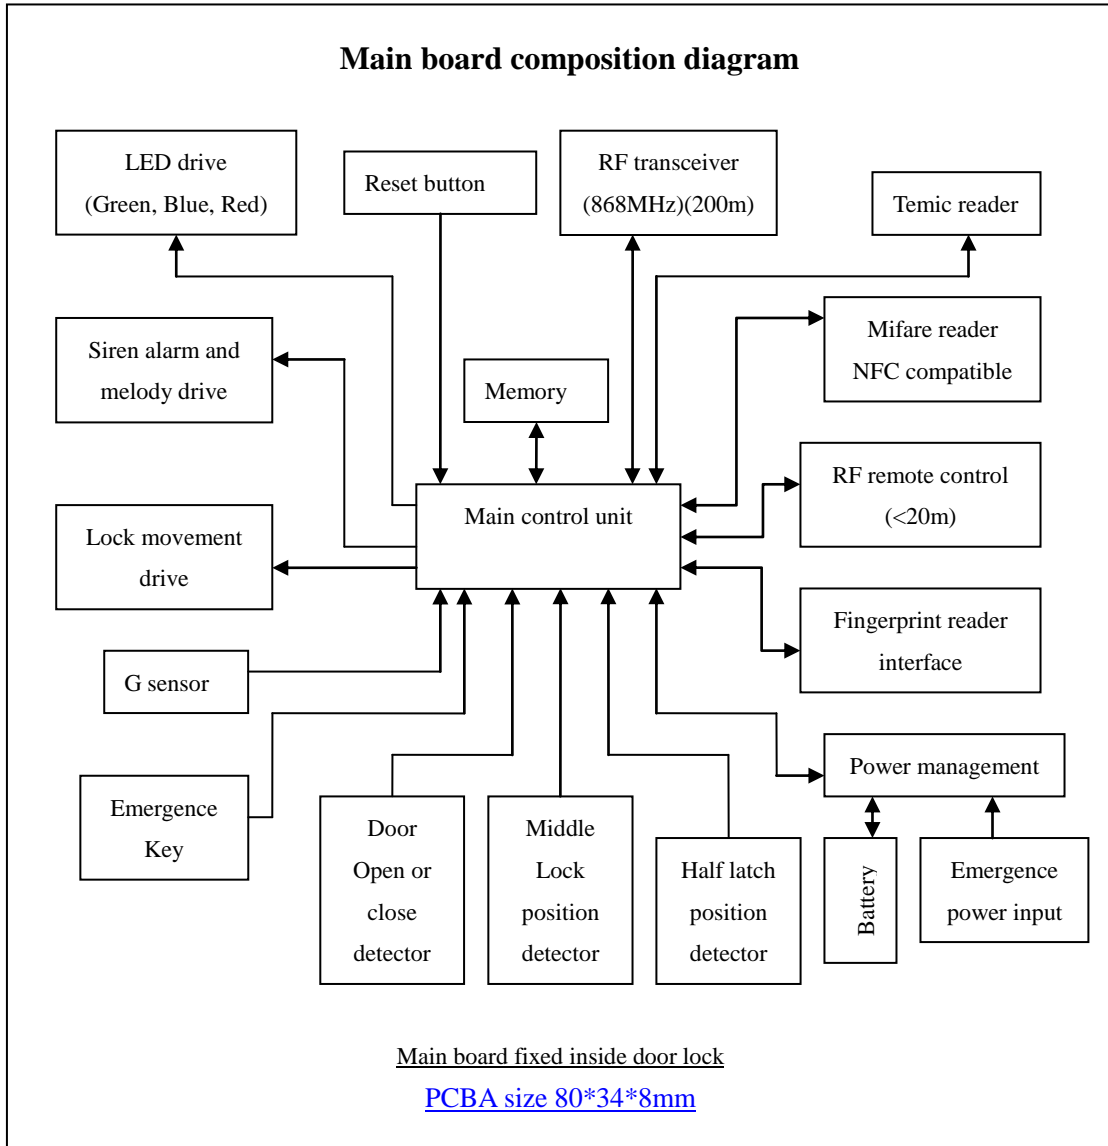 Main board composition diagram
LED drive
(Green, Blue, Red)
Reset button
RF transceiver
(868MHz)(200m)
Temic reader
Siren alarm and
melody drive
Memory
Mifare reader
NFC compatible
Main control unit
RF remote control
(<20m)
Lock movement
drive
Fingerprint reader
interface
G sensor
Emergence
Key
Door
Open or
close
detector
Middle
Lock
position
detector
Half latch
position
detector
Power management
Battery
Emergence
power input
Main board fixed inside door lock
PCBA size 80*34*8mm